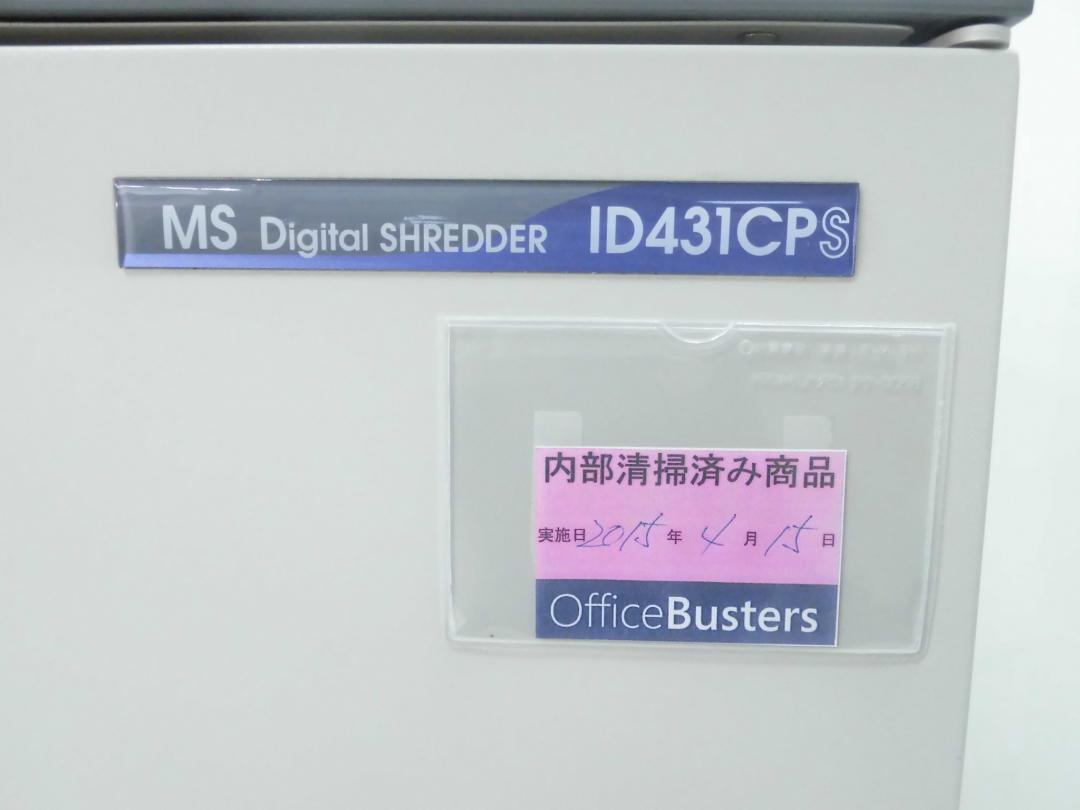 MS Digital SHREDDER ID431CPS
内部清掃済み商品
実施日 2015 年 4 月 15 日
OfficeBusters